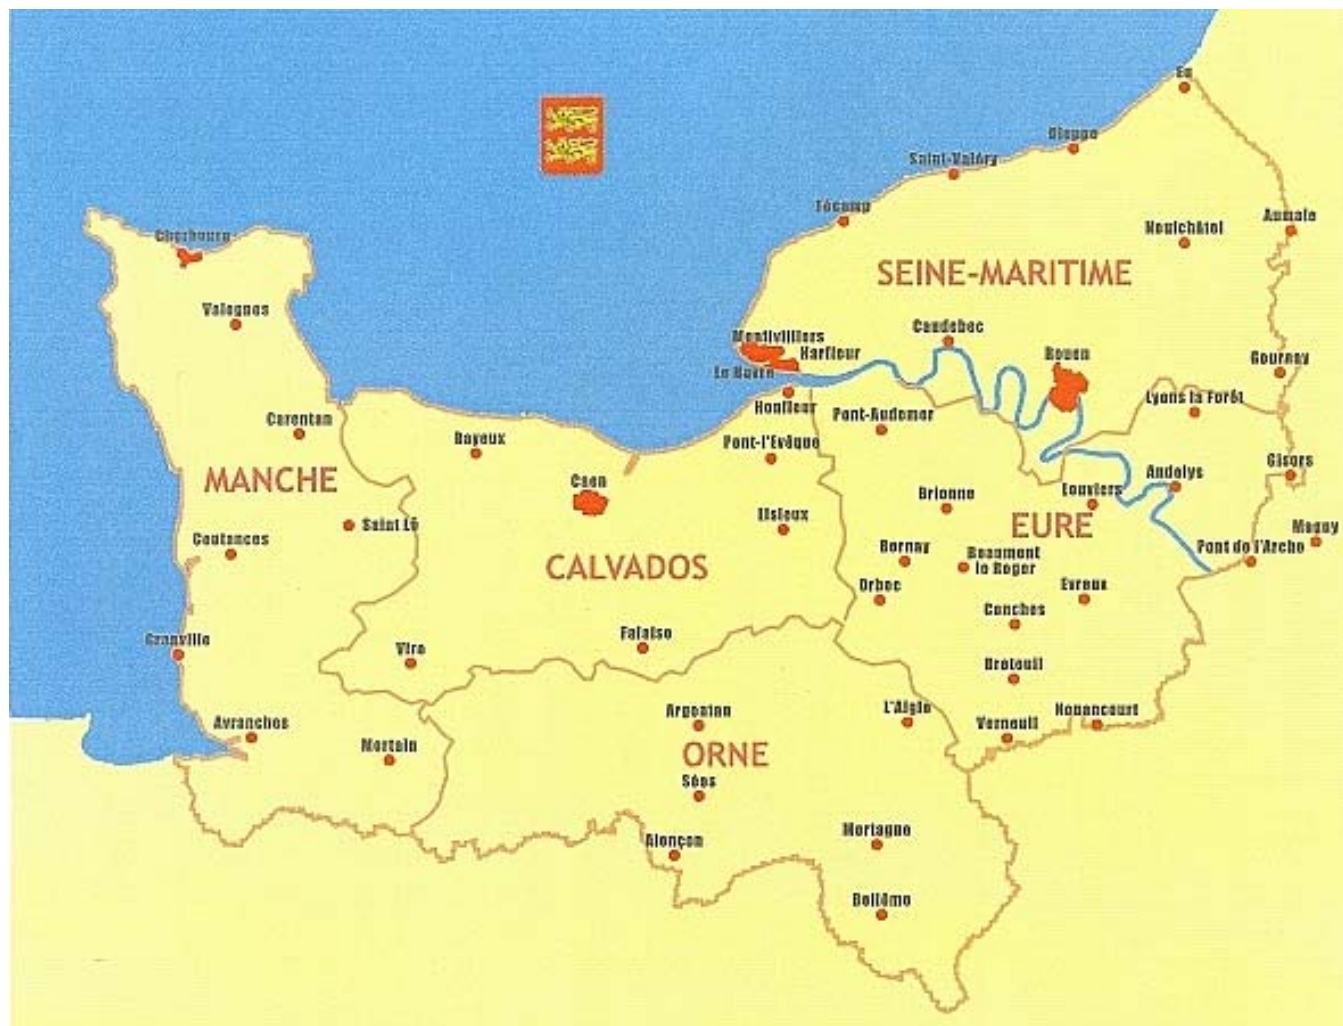 Eu
Dieppe
Saint-Valéry
Fécamp
Aumale
Neufchâtel
Cherbourg
SEINE-MARITIME
Valognes
Caudebec
Montivilliers
Harfleur
Rouen
Gournay
Le Havre
Lyons la Forêt
Honfleur
Pont-Audemer
Carentan
Bayeux
Pont-l'Evêque
Gisors
MANCHE
Caen
Andelys
Louviers
Brionne
Lisieux
Saint Lô
EURE
Magny
Coutances
Bernay
Beaumont
le Roger
Pont de l'Arche
CALVADOS
Orbec
Evreux
Conches
Granville
Vire
Falaise
Breteuil
Argentan
L'Aigle
Nonancourt
Avranches
Verneuil
Mortain
ORNE
Sées
Mortagne
Alençon
Bellême